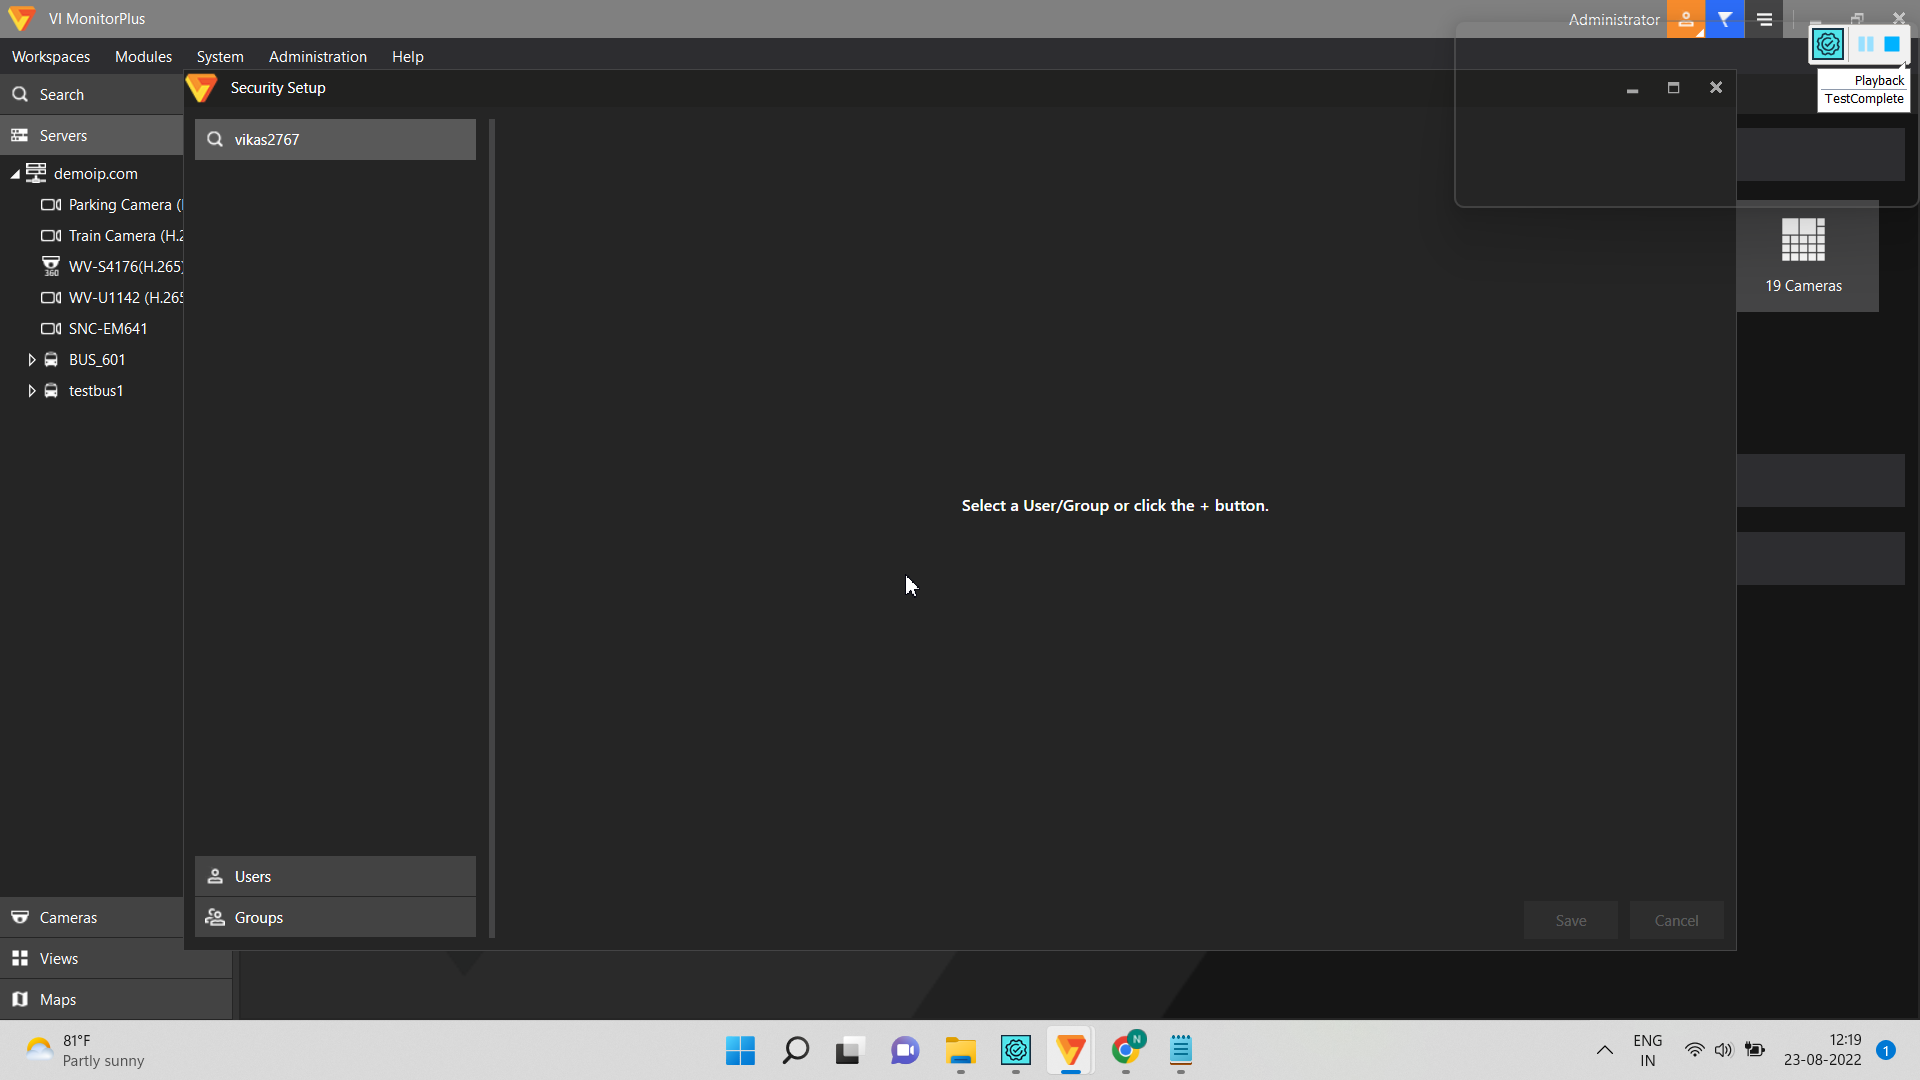 VI MonitorPlus
Administrator
Workspaces Modules System Administration Help
Playback
TestComplete
Search
Security Setup
Servers
vikas2767
demoip.com
Parking Camera (
Train Camera (H.2
WV-S4176(H.265)
360
WV-U1142 (H.265
SNC-EM641
BUS_601
testbus1
19 Cameras
Select a User/Group or click the + button.
Users
Groups
Save Cancel
Cameras
Views
Maps
81°F
Partly sunny
N
ENG
IN
12:19
23-08-2022
1